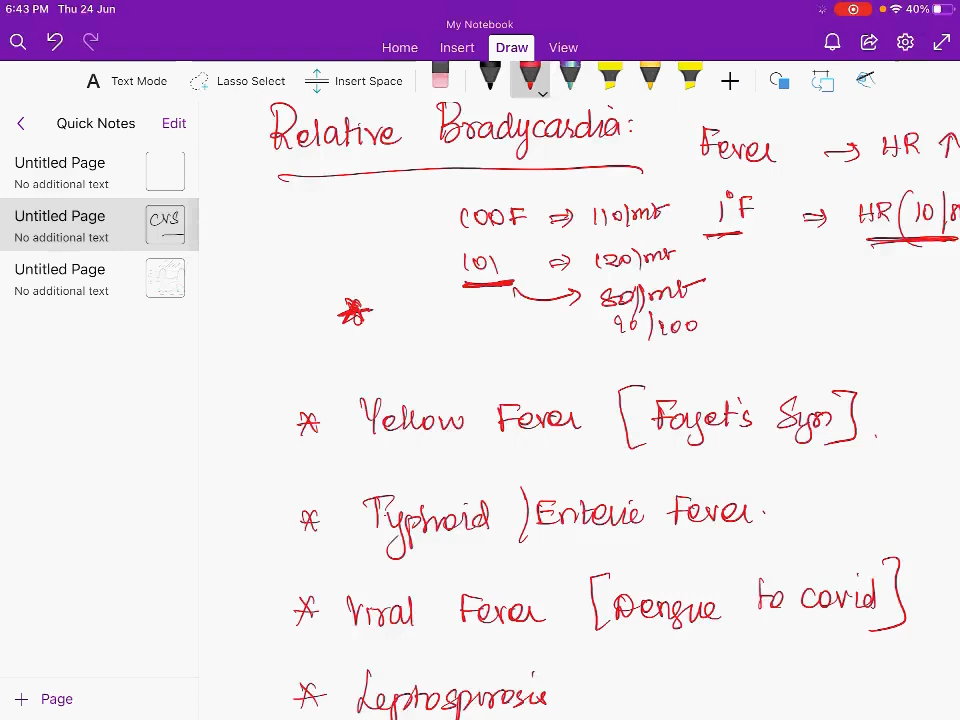 6:43 PM Thu 24 Jun 40%
My Notebook
Home Insert Draw View
Text Mode Lasso Select Insert Space
Quick Notes Edit
Untitled Page
No additional text
Untitled Page
No additional text
CNS
Untitled Page
No additional text
Page
Relative Bradycardia:
Fever → HR ↑
100F ⇒ 110/mt 1°F ⇒ HR (10/
101 ⇒ 120/mt
80/mt
90/100
* Yellow Fever [Faget's Syn].
* Typhoid / Enteric Fever.
* Viral Fever [Dengue to covid]
* Leptospirosis